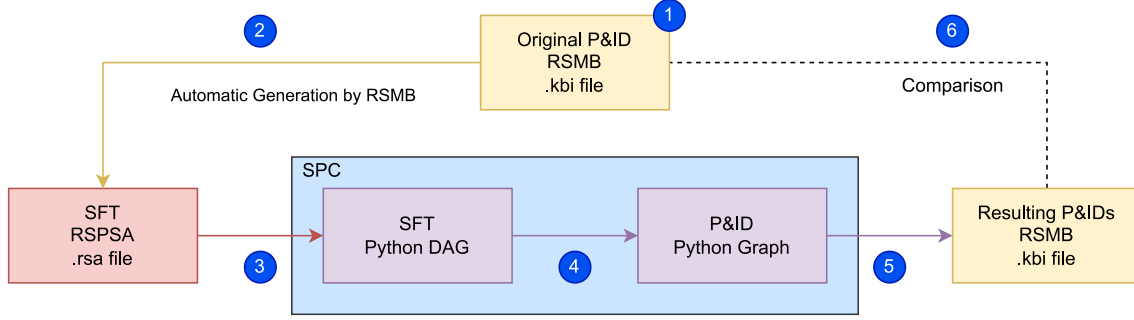 1
2
6
Original P&ID
RSMB
.kbi file
Automatic Generation by RSMB
Comparison
SPC
SFT
RSPSA
.rsa file
SFT
Python DAG
P&ID
Python Graph
Resulting P&IDs
RSMB
.kbi file
3
4
5